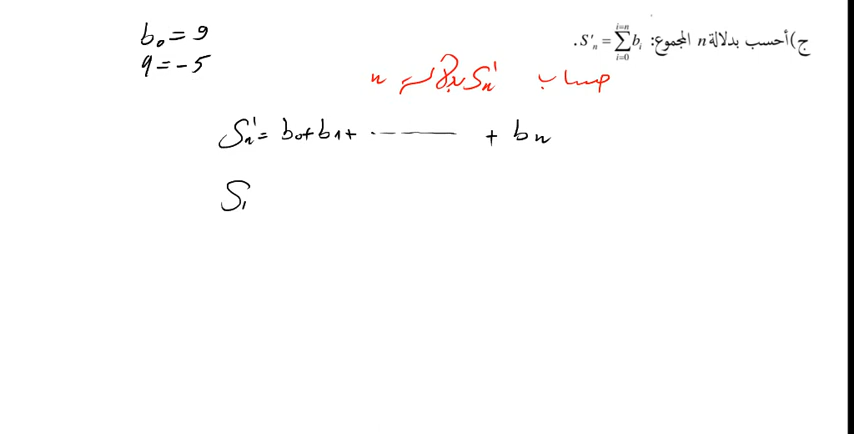 ج) أحسب بدلالة n المجموع: S'ₙ = ∑_{i=0}^{i=n} bᵢ .
b₀ = 9
q = -5
حساب S'ₙ بدلالة n
S'ₙ = b₀ + b₁ + ------- + bₙ
S₁